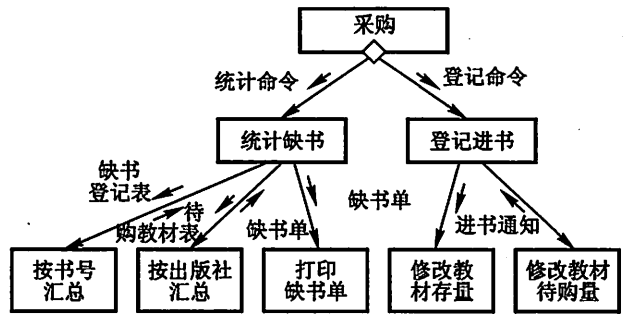 采购
统计命令
登记命令
统计缺书
登记进书
缺书
登记表
待
购教材表
缺书单
缺书单
进书通知
按书号
汇总
按出版社
汇总
打印
缺书单
修改教
材存量
修改教材
待购量